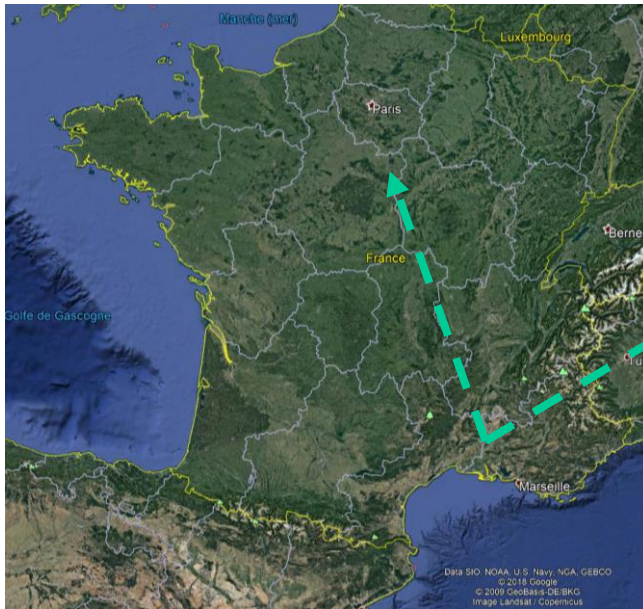 Manche (mer)
Luxembourg
Paris
Berne
France
Golfe de Gascogne
Marseille
Data SIO, NOAA, U.S. Navy, NGA, GEBCO
© 2018 Google
© 2009 GeoBasis-DE/BKG
Image Landsat / Copernicus